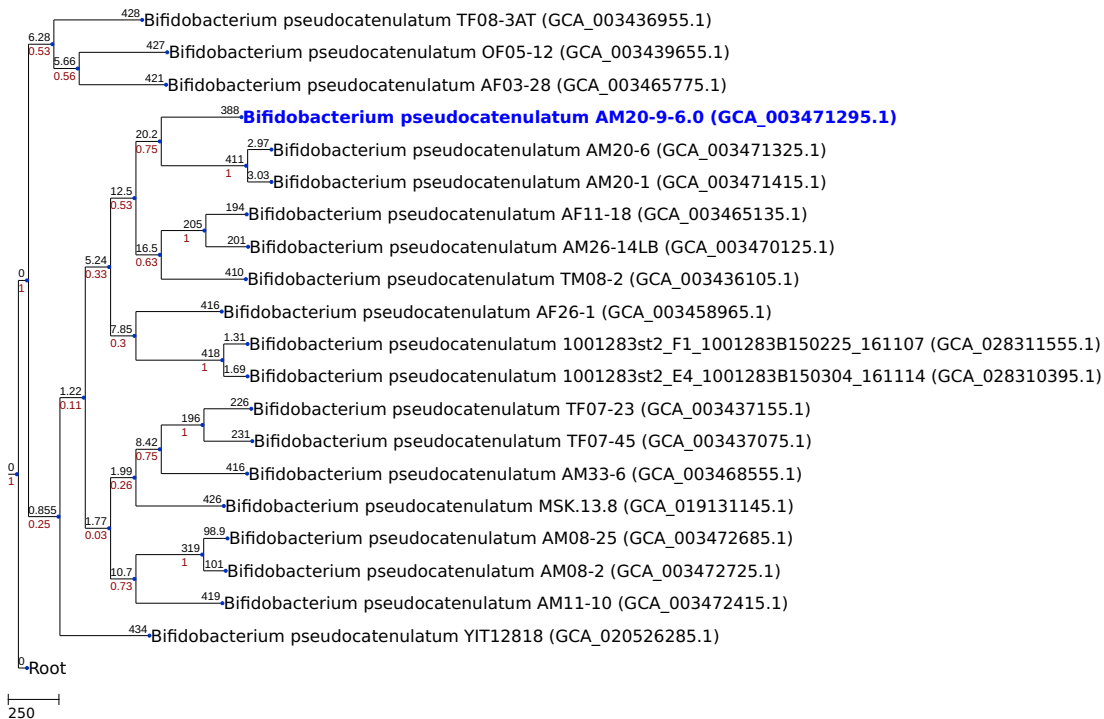 428 Bifidobacterium pseudocatenulatum TF08-3AT (GCA_003436955.1)
6.28
0.53
427 Bifidobacterium pseudocatenulatum OF05-12 (GCA_003439655.1)
5.66
0.56
421 Bifidobacterium pseudocatenulatum AF03-28 (GCA_003465775.1)
388 Bifidobacterium pseudocatenulatum AM20-9-6.0 (GCA_003471295.1)
20.2
0.75
2.97 Bifidobacterium pseudocatenulatum AM20-6 (GCA_003471325.1)
411
1
3.03 Bifidobacterium pseudocatenulatum AM20-1 (GCA_003471415.1)
12.5
0.53
194 Bifidobacterium pseudocatenulatum AF11-18 (GCA_003465135.1)
205
1
201 Bifidobacterium pseudocatenulatum AM26-14LB (GCA_003470125.1)
16.5
0.63
5.24
0.33
0
1
410 Bifidobacterium pseudocatenulatum TM08-2 (GCA_003436105.1)
416 Bifidobacterium pseudocatenulatum AF26-1 (GCA_003458965.1)
7.85
0.3
1.31 Bifidobacterium pseudocatenulatum 1001283st2_F1_1001283B150225_161107 (GCA_028311555.1)
418
1
1.69 Bifidobacterium pseudocatenulatum 1001283st2_E4_1001283B150304_161114 (GCA_028310395.1)
1.22
0.11
226 Bifidobacterium pseudocatenulatum TF07-23 (GCA_003437155.1)
196
1
231 Bifidobacterium pseudocatenulatum TF07-45 (GCA_003437075.1)
8.42
0.75
416 Bifidobacterium pseudocatenulatum AM33-6 (GCA_003468555.1)
0
1
1.99
0.26
426 Bifidobacterium pseudocatenulatum MSK.13.8 (GCA_019131145.1)
0.855
0.25
1.77
0.03
98.9 Bifidobacterium pseudocatenulatum AM08-25 (GCA_003472685.1)
319
1
101 Bifidobacterium pseudocatenulatum AM08-2 (GCA_003472725.1)
10.7
0.73
419 Bifidobacterium pseudocatenulatum AM11-10 (GCA_003472415.1)
434 Bifidobacterium pseudocatenulatum YIT12818 (GCA_020526285.1)
0 Root
250